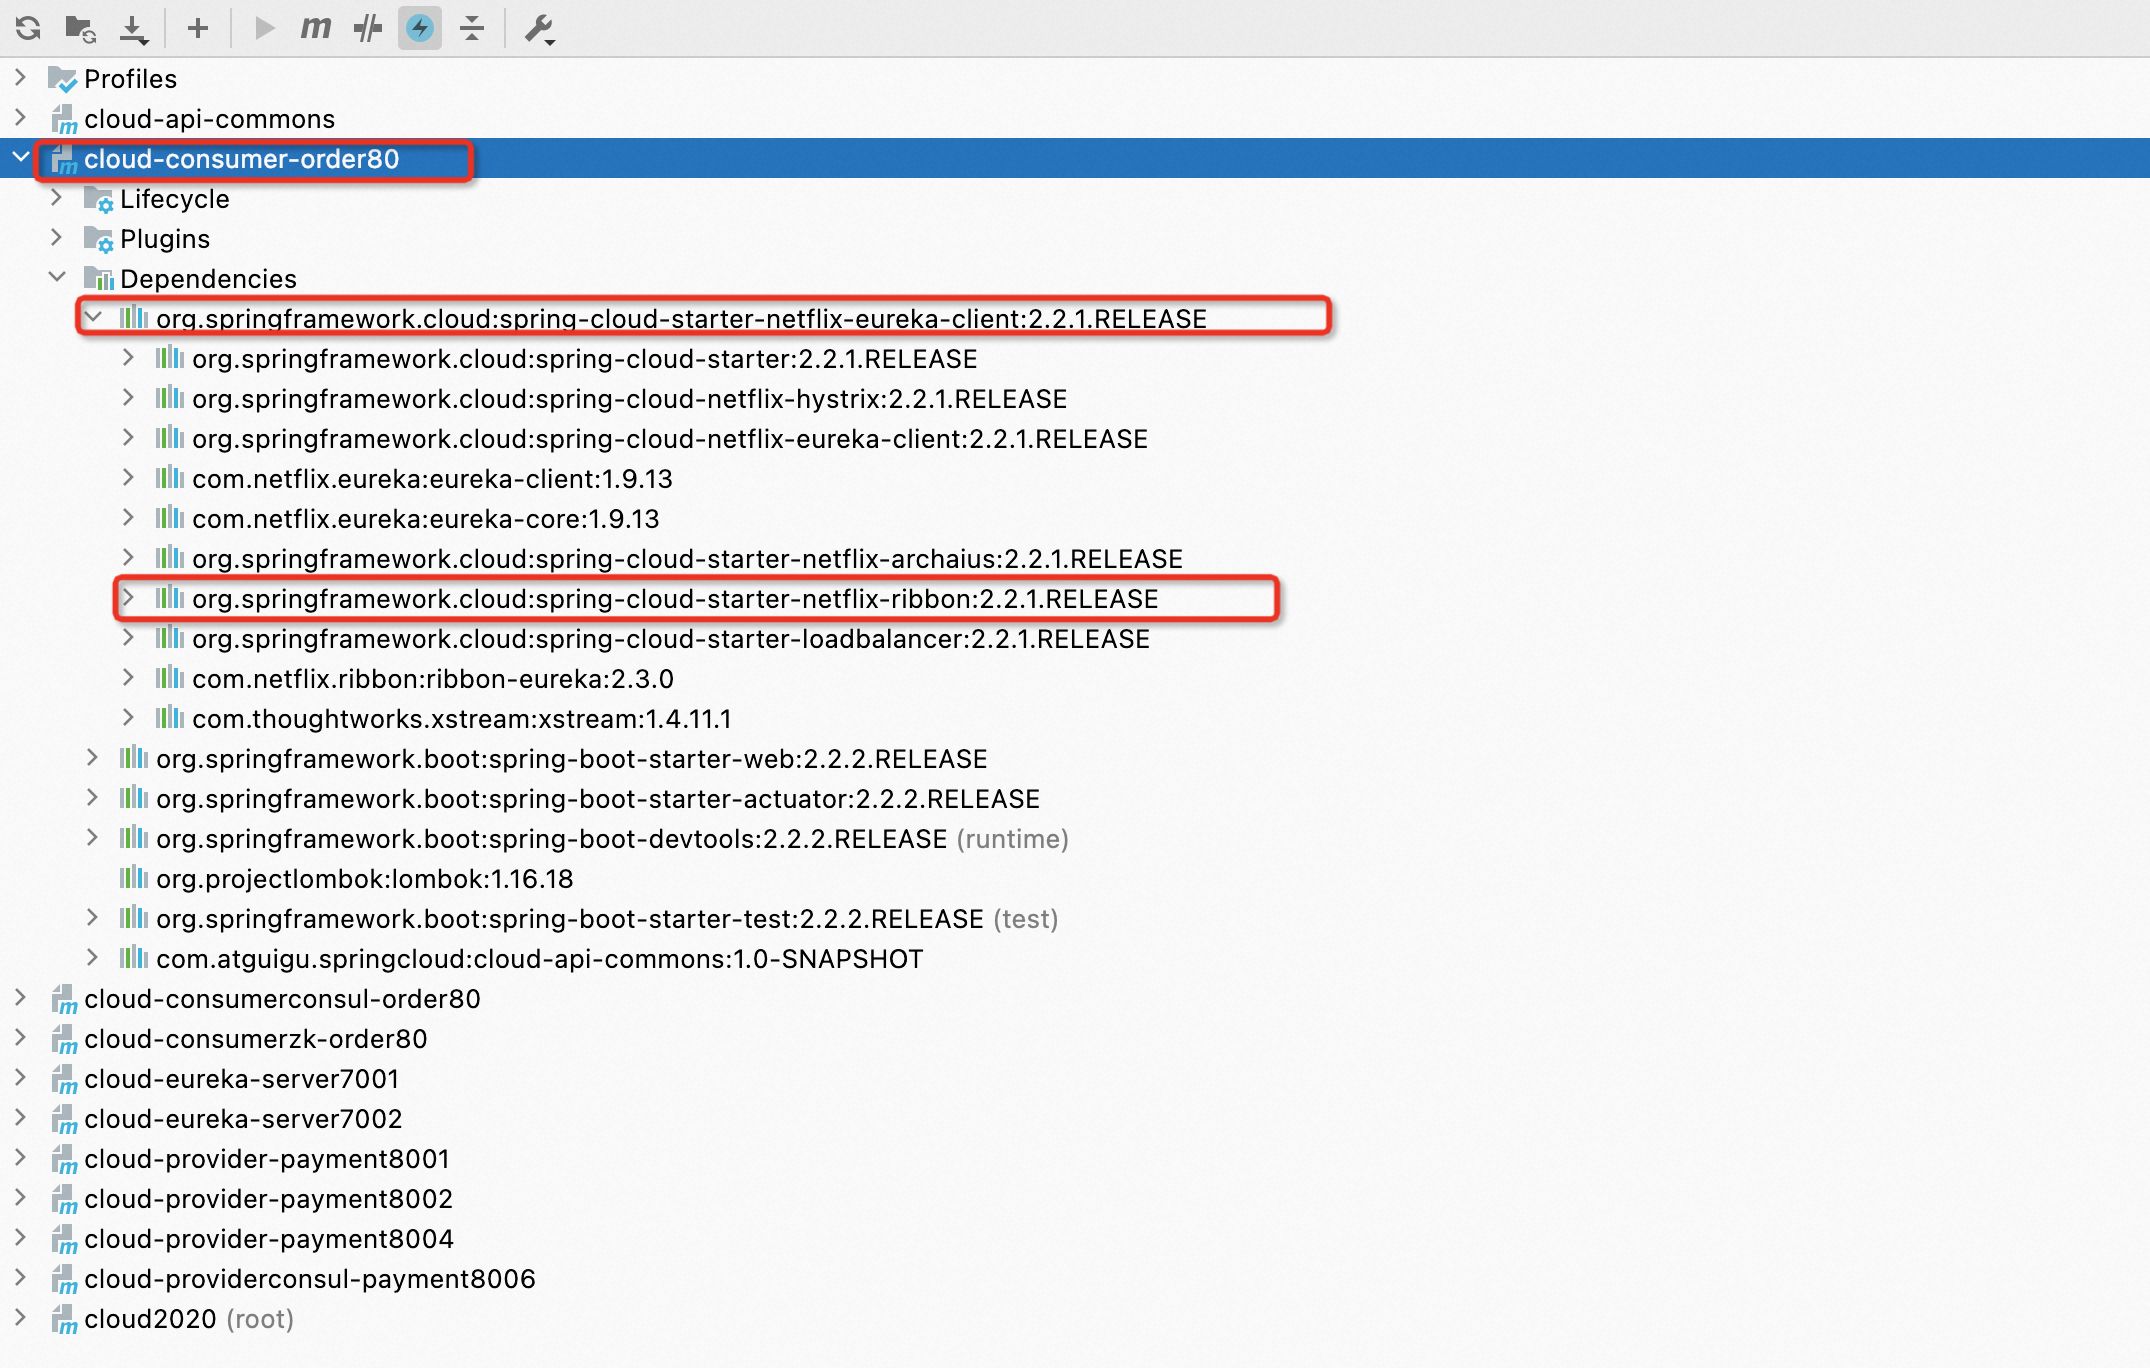 Profiles
cloud-api-commons
cloud-consumer-order80
Lifecycle
Plugins
Dependencies
org.springframework.cloud:spring-cloud-starter-netflix-eureka-client:2.2.1.RELEASE
org.springframework.cloud:spring-cloud-starter:2.2.1.RELEASE
org.springframework.cloud:spring-cloud-netflix-hystrix:2.2.1.RELEASE
org.springframework.cloud:spring-cloud-netflix-eureka-client:2.2.1.RELEASE
com.netflix.eureka:eureka-client:1.9.13
com.netflix.eureka:eureka-core:1.9.13
org.springframework.cloud:spring-cloud-starter-netflix-archaius:2.2.1.RELEASE
org.springframework.cloud:spring-cloud-starter-netflix-ribbon:2.2.1.RELEASE
org.springframework.cloud:spring-cloud-starter-loadbalancer:2.2.1.RELEASE
com.netflix.ribbon:ribbon-eureka:2.3.0
com.thoughtworks.xstream:xstream:1.4.11.1
org.springframework.boot:spring-boot-starter-web:2.2.2.RELEASE
org.springframework.boot:spring-boot-starter-actuator:2.2.2.RELEASE
org.springframework.boot:spring-boot-devtools:2.2.2.RELEASE (runtime)
org.projectlombok:lombok:1.16.18
org.springframework.boot:spring-boot-starter-test:2.2.2.RELEASE (test)
com.atguigu.springcloud:cloud-api-commons:1.0-SNAPSHOT
cloud-consumerconsul-order80
cloud-consumerzk-order80
cloud-eureka-server7001
cloud-eureka-server7002
cloud-provider-payment8001
cloud-provider-payment8002
cloud-provider-payment8004
cloud-providerconsul-payment8006
cloud2020 (root)